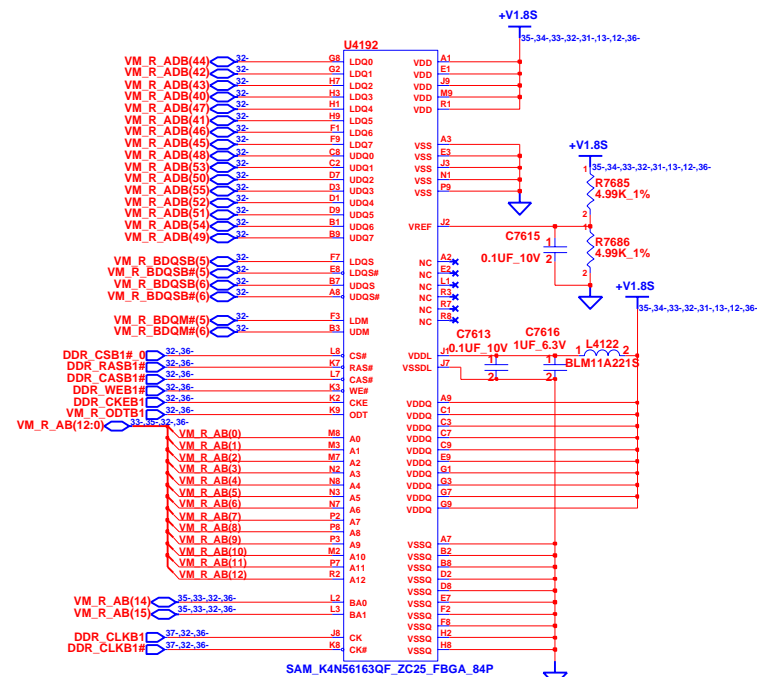 +V1.8S
35-,34-,33-,32-,31-,13-,12-,36-
U4192
VM_R_ADB(44) 32- G8 LDQ0 VDD A1
VM_R_ADB(42) 32- G2 LDQ1 VDD E1
VM_R_ADB(43) 32- H7 LDQ2 VDD J9
VM_R_ADB(40) 32- H3 LDQ3 VDD M9
VM_R_ADB(47) 32- H1 LDQ4 VDD R1
VM_R_ADB(41) 32- H9 LDQ5
VM_R_ADB(46) 32- F1 LDQ6
VM_R_ADB(45) 32- F9 LDQ7 VSS A3
VM_R_ADB(48) 32- C8 UDQ0 VSS E3
VM_R_ADB(53) 32- C2 UDQ1 VSS J3
VM_R_ADB(50) 32- D7 UDQ2 VSS N1
VM_R_ADB(55) 32- D3 UDQ3 VSS P9
VM_R_ADB(52) 32- D1 UDQ4
VM_R_ADB(51) 32- D9 UDQ5
VM_R_ADB(54) 32- B1 UDQ6 VREF J2
VM_R_ADB(49) 32- B9 UDQ7
+V1.8S
35-,34-,33-,32-,31-,13-,12-,36-
1
R7685
4.99K_1%
2
C7615
1
0.1UF_10V
2
1
R7686
4.99K_1%
2
VM_R_BDQSB(5) 32- F7 LDQS NC A2
VM_R_BDQSB#(5) 32- E8 LDQS# NC E2
VM_R_BDQSB(6) 32- B7 UDQS NC L1
VM_R_BDQSB#(6) 32- A8 UDQS# NC R3
NC R7
VM_R_BDQM#(5) 32- F3 LDM NC R8
VM_R_BDQM#(6) 32- B3 UDM
+V1.8S
35-,34-,33-,32-,31-,13-,12-,36-
C7613
0.1UF_10V
1
2
C7616
1UF_6.3V
1
2
L4122
1 2
BLM11A221S
DDR_CSB1#_0 32-,36- L8 CS# VDDL J1
DDR_RASB1# 32-,36- K7 RAS# VSSDL J7
DDR_CASB1# 32-,36- L7 CAS#
DDR_WEB1# 32-,36- K3 WE#
DDR_CKEB1 32-,36- K2 CKE VDDQ A9
VM_R_ODTB1 32-,36- K9 ODT VDDQ C1
VM_R_AB(12:0) 33-,35-,32-,36- VDDQ C3
VM_R_AB(0) M8 A0 VDDQ C7
VM_R_AB(1) M3 A1 VDDQ C9
VM_R_AB(2) M7 A2 VDDQ E9
VM_R_AB(3) N2 A3 VDDQ G1
VM_R_AB(4) N8 A4 VDDQ G3
VM_R_AB(5) N3 A5 VDDQ G7
VM_R_AB(6) N7 A6 VDDQ G9
VM_R_AB(7) P2 A7
VM_R_AB(8) P8 A8
VM_R_AB(9) P3 A9 VSSQ A7
VM_R_AB(10) M2 A10 VSSQ B2
VM_R_AB(11) P7 A11 VSSQ B8
VM_R_AB(12) R2 A12 VSSQ D2
VSSQ D8
VM_R_AB(14) 35-,33-,32-,36- L2 BA0 VSSQ E7
VM_R_AB(15) 35-,33-,32-,36- L3 BA1 VSSQ F2
VSSQ F8
DDR_CLKB1 37-,32-,36- J8 CK VSSQ H2
DDR_CLKB1# 37-,32-,36- K8 CK# VSSQ H8
SAM_K4N56163QF_ZC25_FBGA_84P